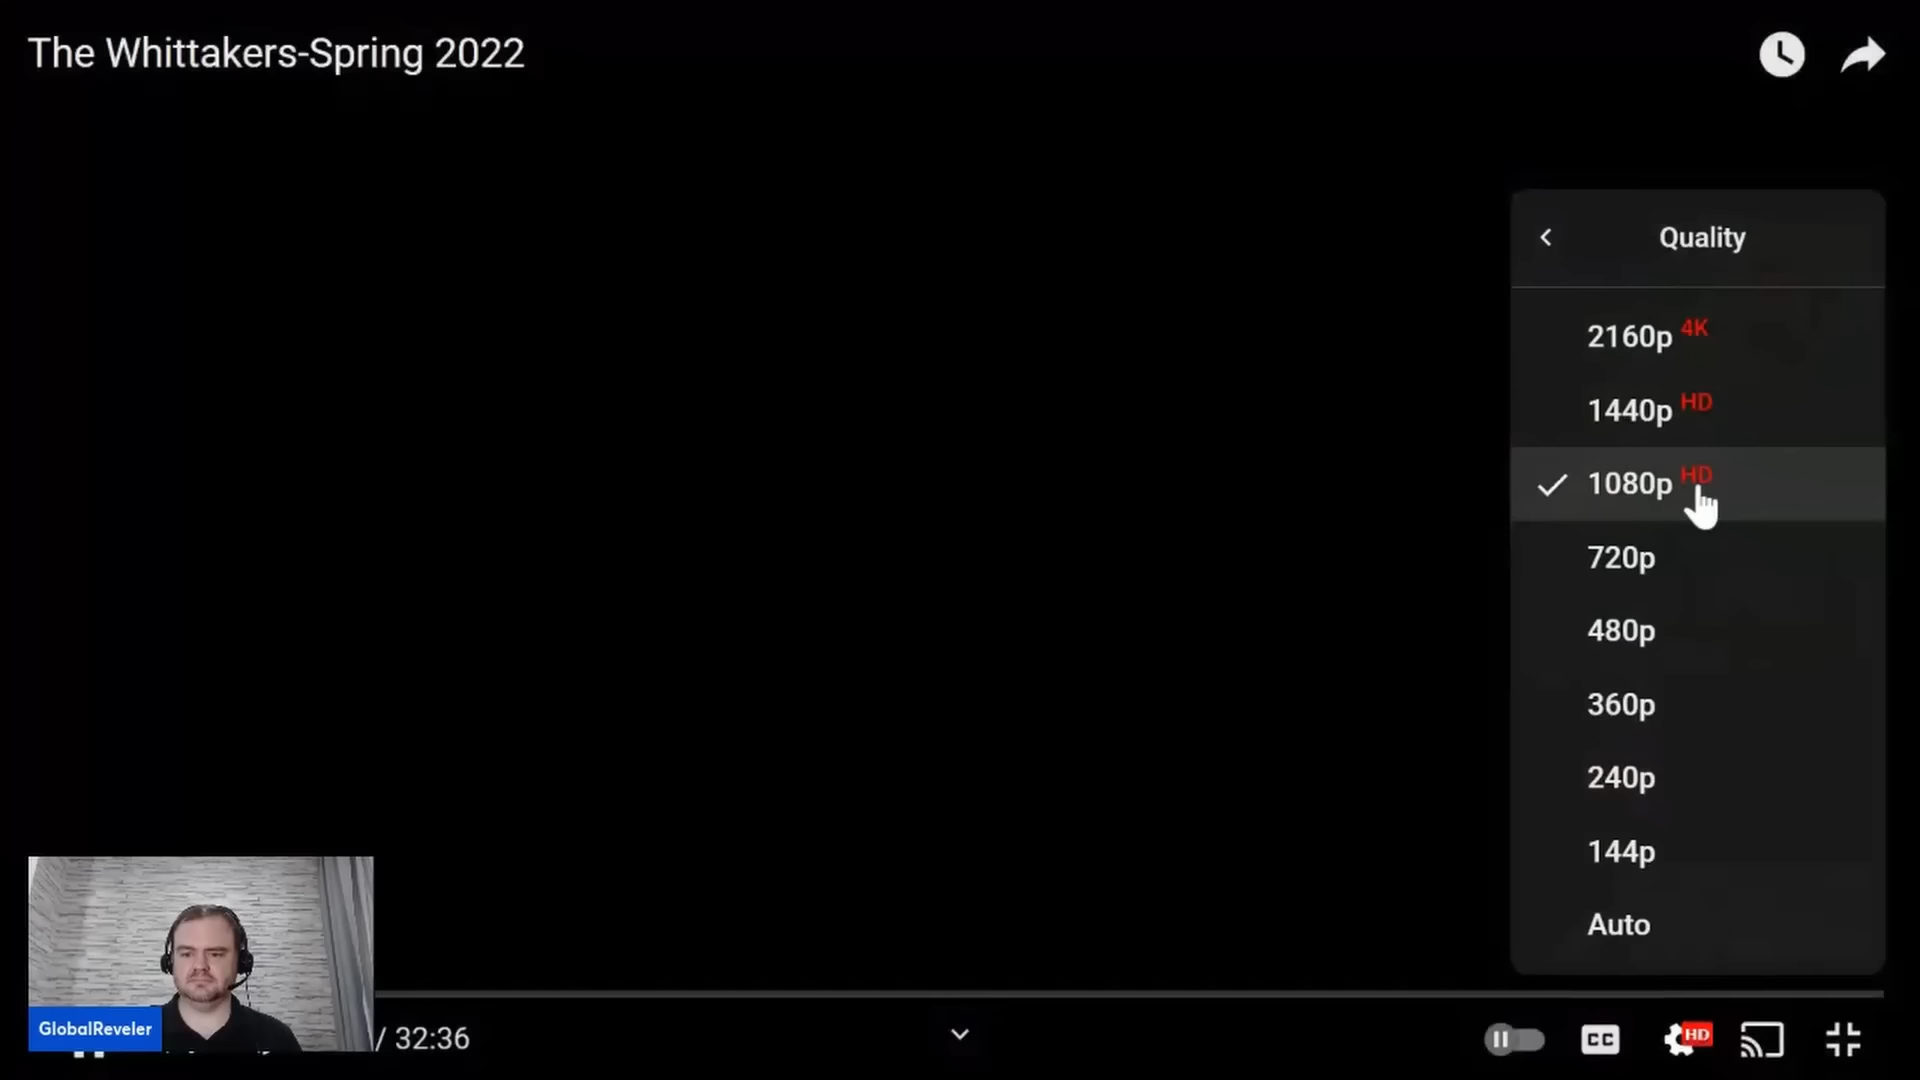 The Whittakers-Spring 2022
Quality
2160p 4K
1440p HD
1080p HD
720p
480p
360p
240p
144p
Auto
GlobalReveler
/ 32:36
CC
HD